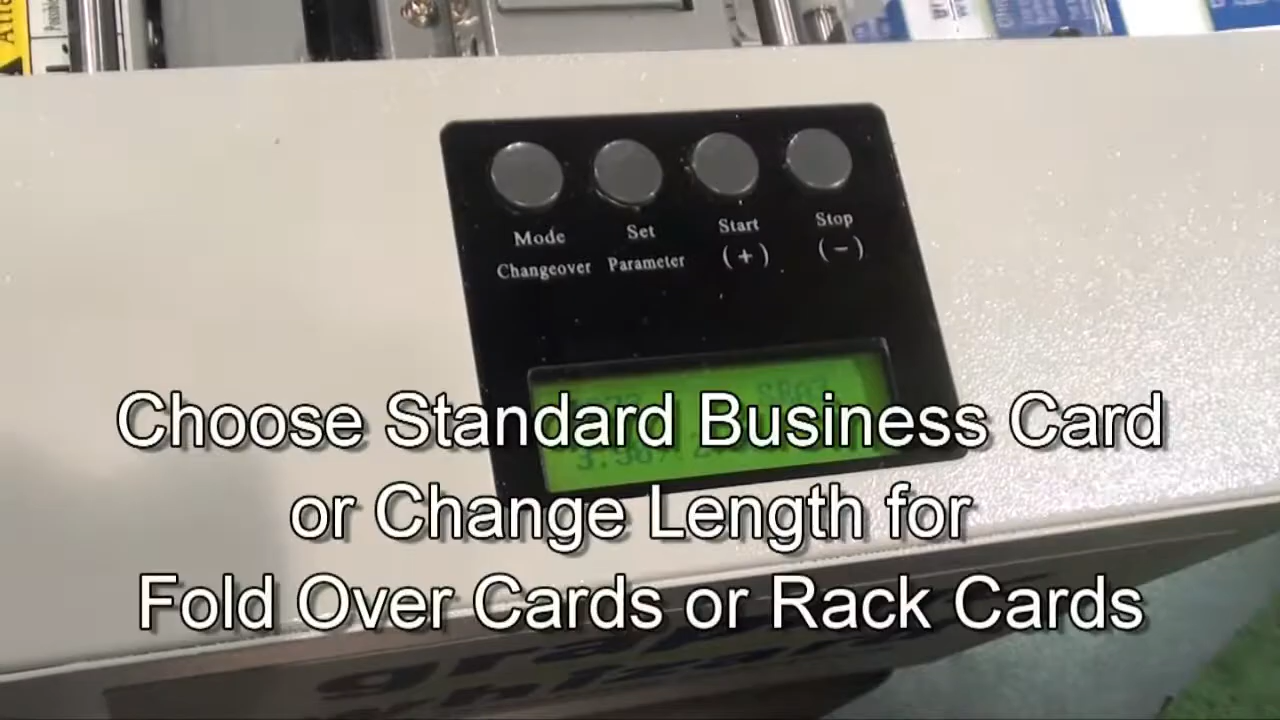 Mode
Set
Start
Stop
Changeover
Parameter
(+)
(-)
Choose Standard Business Card
or Change Length for
Fold Over Cards or Rack Cards